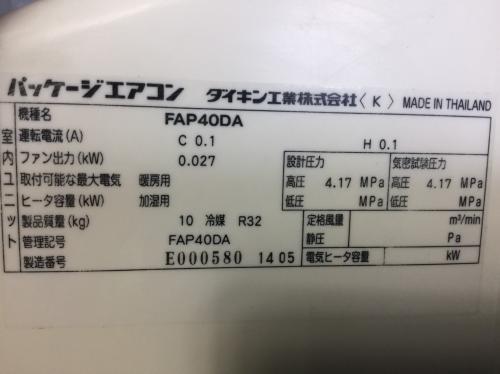 パッケージエアコン ダイキン工業株式会社〈K〉 MADE IN THAILAND
室内ユニット
機種名 FAP40DA
運転電流(A) C 0.1 H 0.1
ファン出力(kW) 0.027
取付可能な最大電気 暖房用
ヒータ容量(kW) 加湿用
製品質量(kg) 10 冷媒 R32
管理記号 FAP40DA
製造番号 E000580 1405
設計圧力 気密試験圧力
高圧 4.17 MPa 高圧 4.17 MPa
低圧 MPa 低圧 MPa
定格風量 m³/min
静圧 Pa
電気ヒータ容量 kW